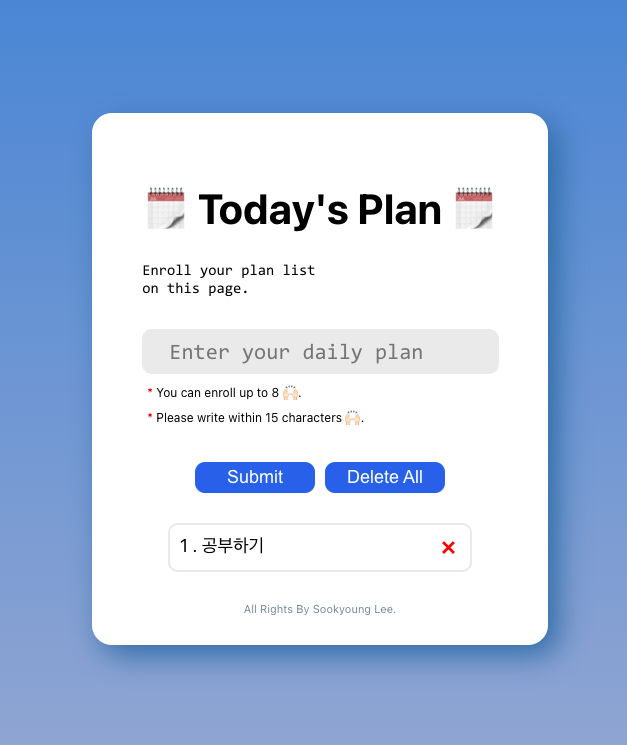 🗓️ Today's Plan 🗓️
Enroll your plan list
on this page.
Enter your daily plan
* You can enroll up to 8 🙌🏻.
* Please write within 15 characters 🙌🏻.
Submit Delete All
1 . 공부하기 ❌
All Rights By Sookyoung Lee.